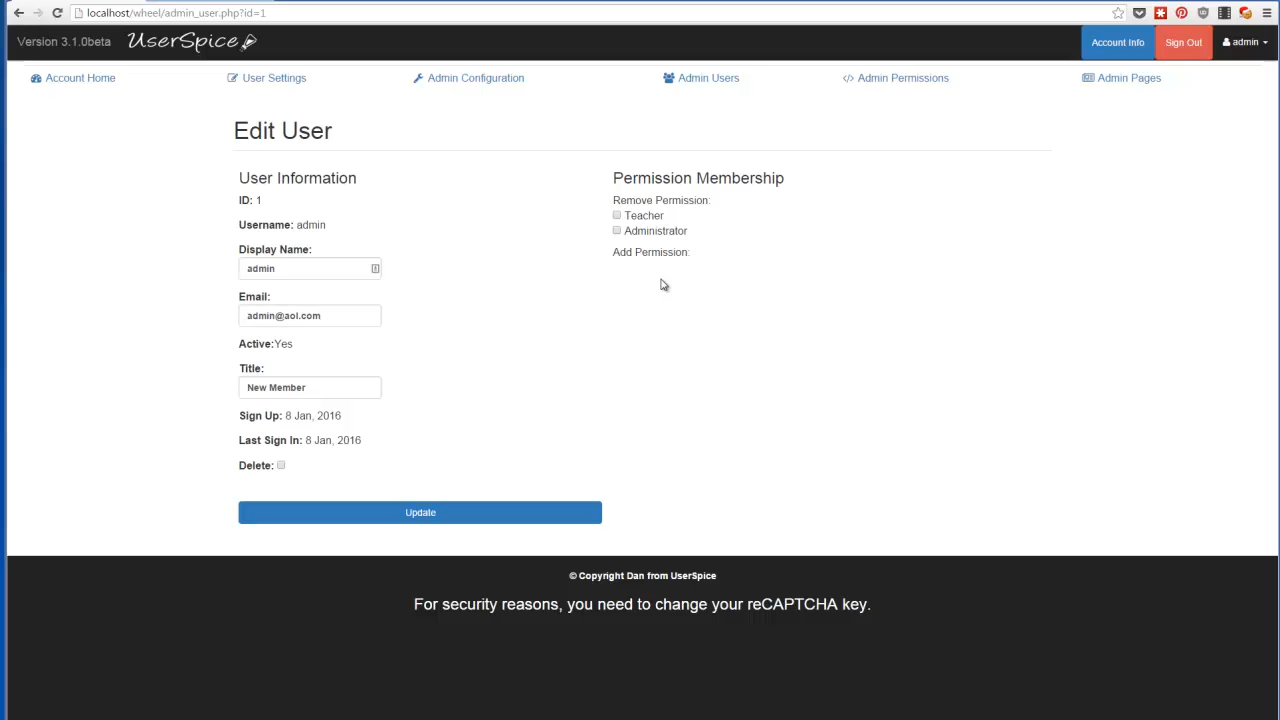 localhost/wheel/admin_user.php?id=1
Version 3.1.0beta UserSpice Account Info Sign Out admin
Account Home User Settings Admin Configuration Admin Users Admin Permissions Admin Pages
Edit User
User Information
ID: 1
Username: admin
Display Name:
admin
Email:
admin@aol.com
Active:Yes
Title:
New Member
Sign Up: 8 Jan, 2016
Last Sign In: 8 Jan, 2016
Delete:
Update
Permission Membership
Remove Permission:
Teacher
Administrator
Add Permission:
© Copyright Dan from UserSpice
For security reasons, you need to change your reCAPTCHA key.